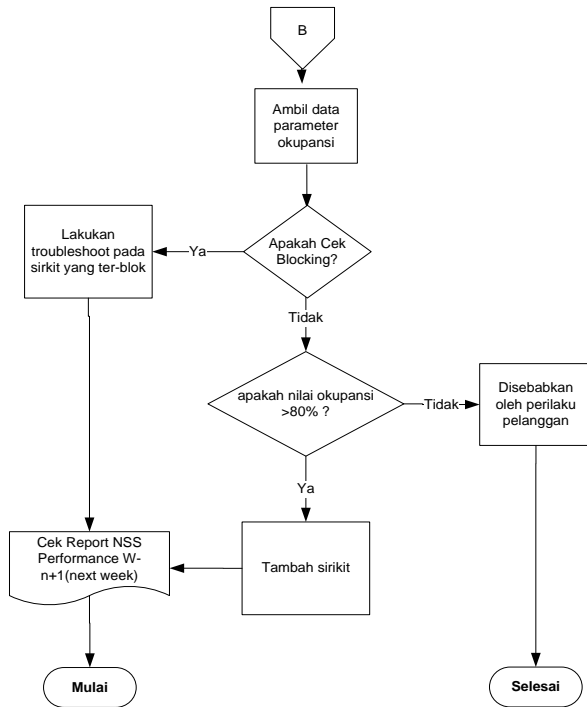 B
Ambil data
parameter
okupansi
Apakah Cek
Blocking?
Ya
Lakukan
troubleshoot pada
sirkit yang ter-blok
Tidak
apakah nilai okupansi
>80% ?
Tidak
Disebabkan
oleh perilaku
pelanggan
Ya
Tambah sirikit
Cek Report NSS
Performance W-
n+1(next week)
Mulai
Selesai